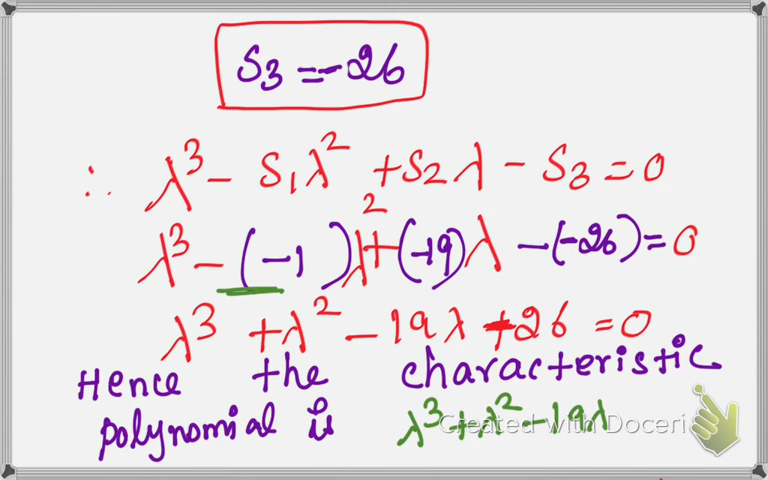 S₃ = -26
∴ λ³ - S₁λ² + S₂λ - S₃ = 0
λ³ - (-1)λ² + (-19)λ - (-26) = 0
λ³ + λ² - 19λ + 26 = 0
Hence the characteristic
polynomial is λ³ + λ² - 19λ
Created with Doceri